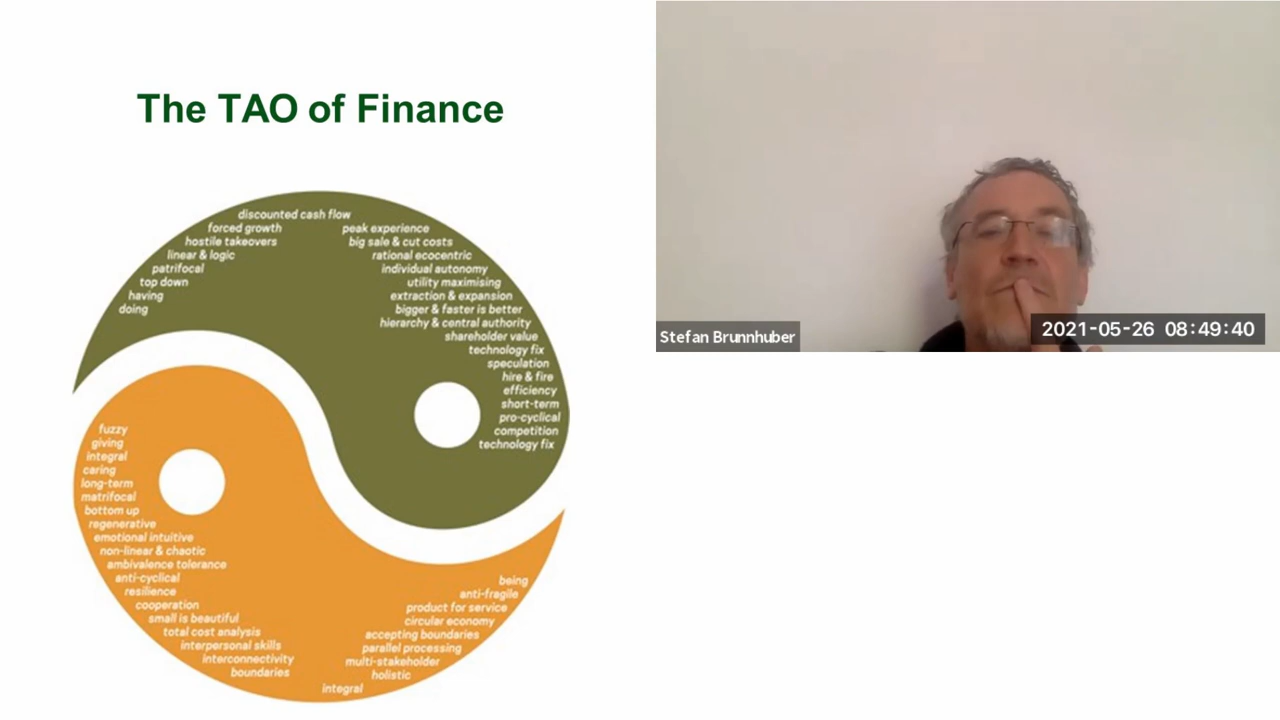 The TAO of Finance
discounted cash flow
forced growth
hostile takeovers
linear & logic
patrifocal
top down
having
doing
peak experience
big sale & cut costs
rational ecocentric
individual autonomy
utility maximising
extraction & expansion
bigger & faster is better
hierarchy & central authority
shareholder value
technology fix
speculation
hire & fire
efficiency
short-term
pro-cyclical
competition
technology fix
fuzzy
giving
integral
caring
long-term
matrifocal
bottom up
regenerative
emotional intuitive
non-linear & chaotic
ambivalence tolerance
anti-cyclical
resilience
cooperation
small is beautiful
total cost analysis
interpersonal skills
interconnectivity
boundaries
being
anti-fragile
product for service
circular economy
accepting boundaries
parallel processing
multi-stakeholder
holistic
integral
Stefan Brunnhuber
2021-05-26 08:49:40